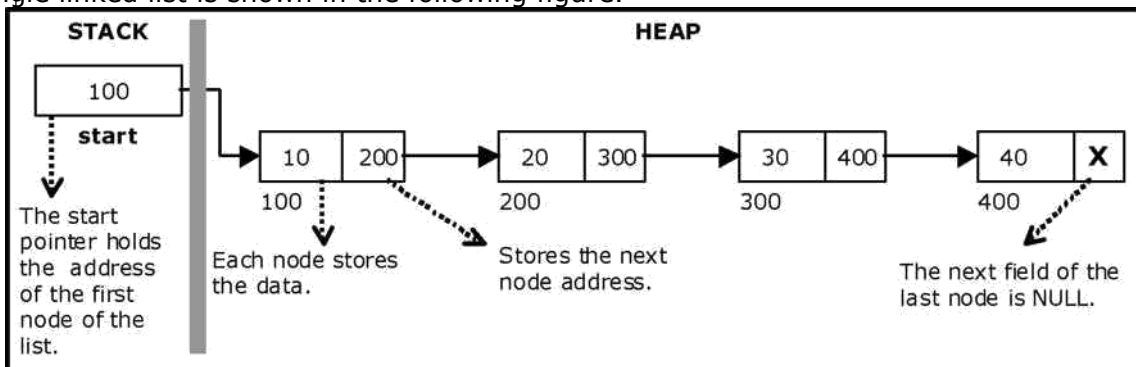 linked list is shown in the following figure.
STACK
HEAP
100
start
10 200
20 300
30 400
40 X
100
200
300
400
The start
pointer holds
the address
of the first
node of the
list.
Each node stores
the data.
Stores the next
node address.
The next field of the
last node is NULL.